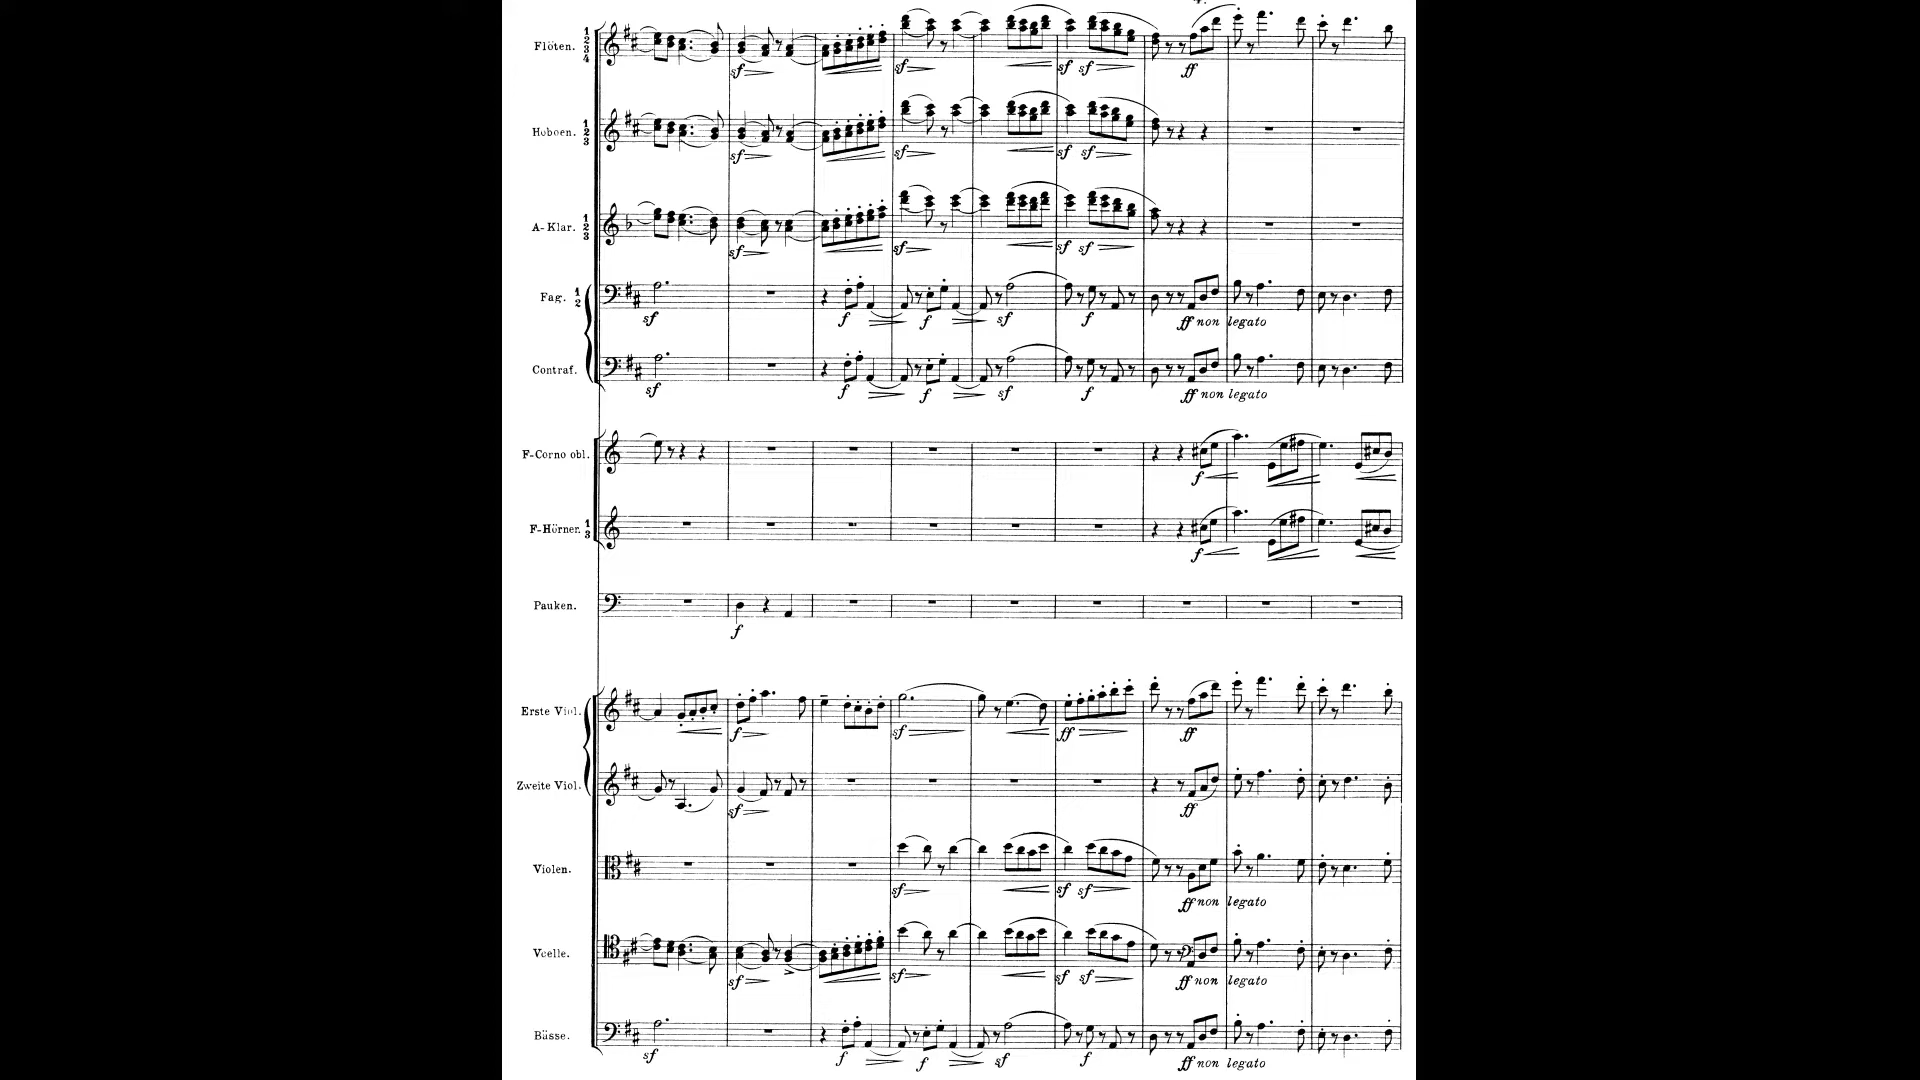 Flöten. 1 2 3 4
sf sf sf sf ff
Hoboen. 1 2 3
sf sf sf sf
A-Klar. 1 2 3
sf sf sf sf
Fag. 1 2
sf f f sf f ff non legato
Contraf.
sf f f sf f ff non legato
F-Corno obl.
f
F-Hörner. 1 3
f
Pauken.
f
Erste Viol.
f sf ff ff
Zweite Viol.
sf ff
Violen.
sf sf sf ff non legato
Vcelle.
sf sf sf sf ff non legato
Bässe.
sf f f sf f ff non legato